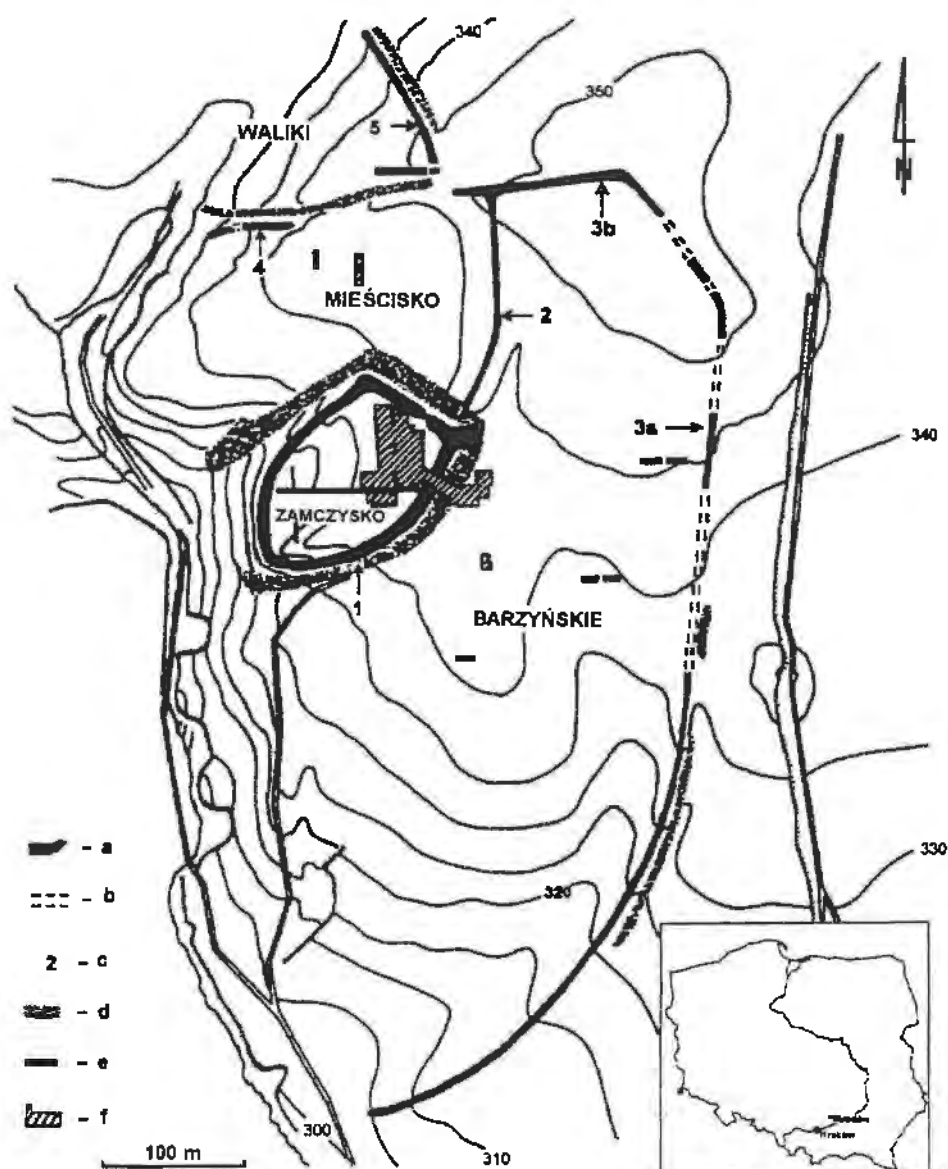 340
350
5
WALIKI
N
3b
4
MIEŚCISKO
2
3a
340
ZAMCZYSKO
1
BARZYŃSKIE
- a
330
- b
320
2 - c
- d
- e
- f
300
100 m
310
Kraków